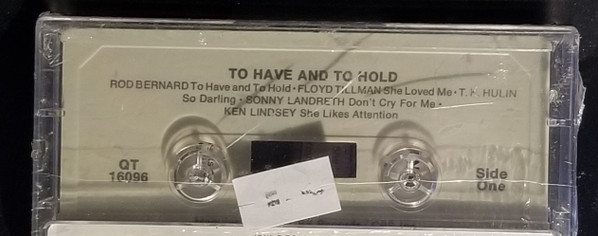 TO HAVE AND TO HOLD
ROD BERNARD To Have and To Hold • FLOYD TILLMAN She Loved Me • T. K. HULIN
So Darling • SONNY LANDRETH Don't Cry For Me •
KEN LINDSEY She Likes Attention
QT
16096
Side
One